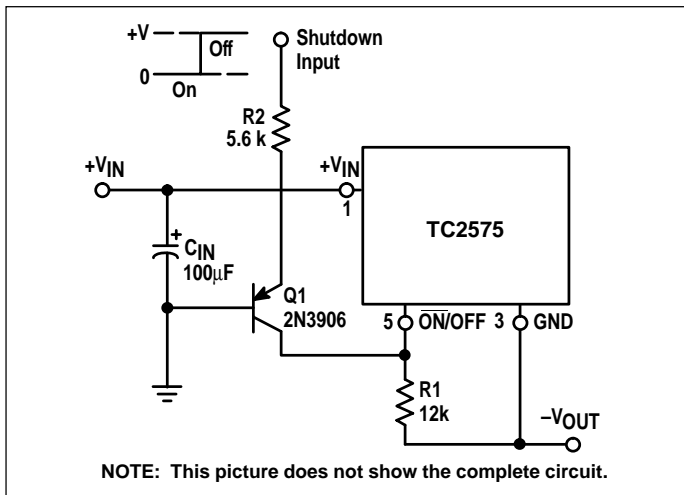 +V
Off
0
On
Shutdown
Input
R2
5.6 k
+VIN
+VIN
1
TC2575
+
CIN
100μF
Q1
2N3906
5
ON/OFF
3
GND
R1
12k
–VOUT
NOTE: This picture does not show the complete circuit.